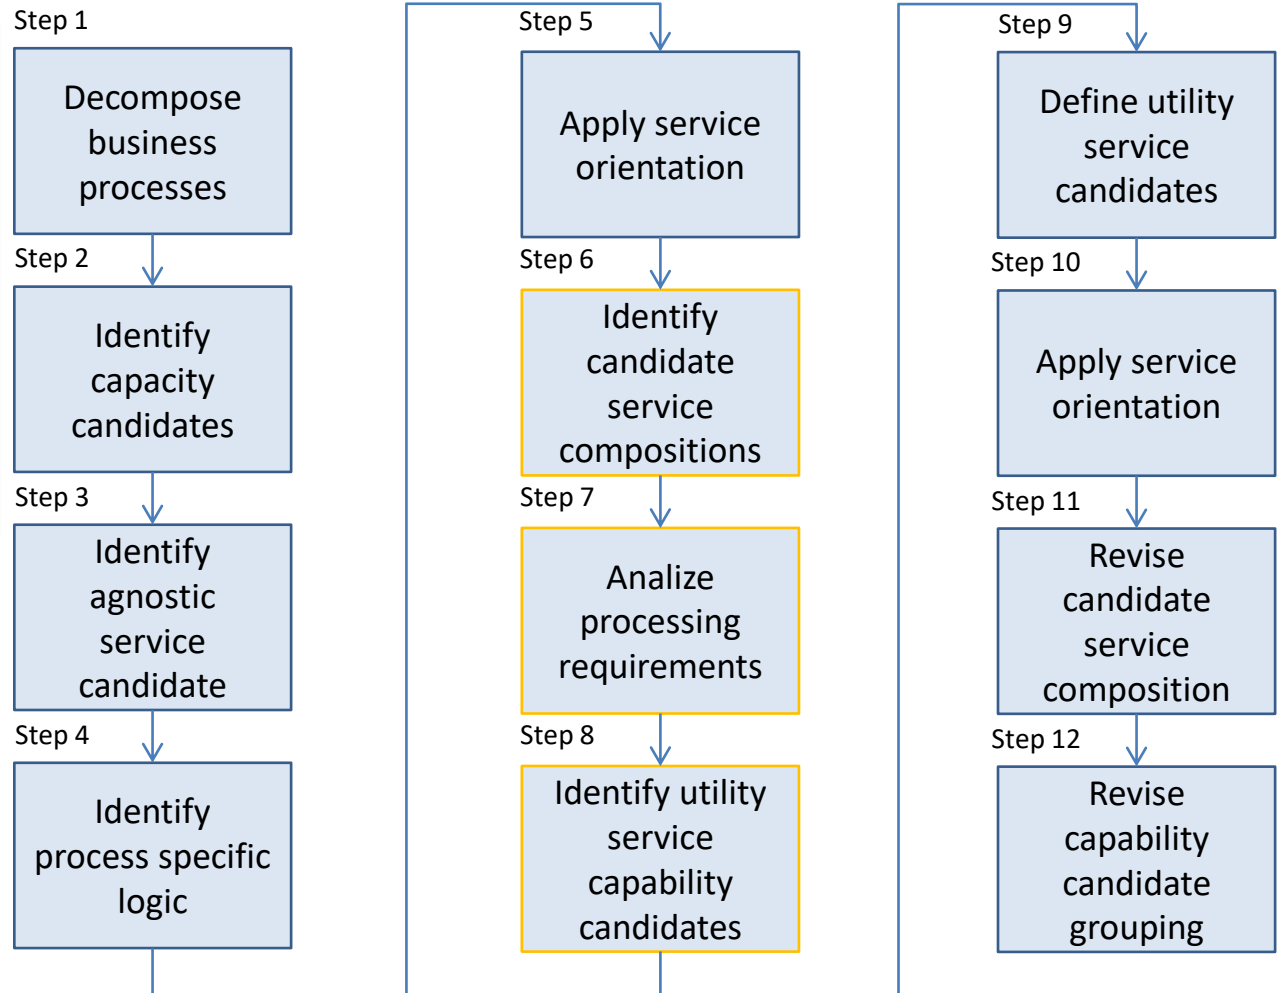 Step 1
Decompose
business
processes
Step 2
Identify
capacity
candidates
Step 3
Identify
agnostic
service
candidate
Step 4
Identify
process specific
logic
Step 5
Apply service
orientation
Step 6
Identify
candidate
service
compositions
Step 7
Analize
processing
requirements
Step 8
Identify utility
service
capability
candidates
Step 9
Define utility
service
candidates
Step 10
Apply service
orientation
Step 11
Revise
candidate
service
composition
Step 12
Revise
capability
candidate
grouping